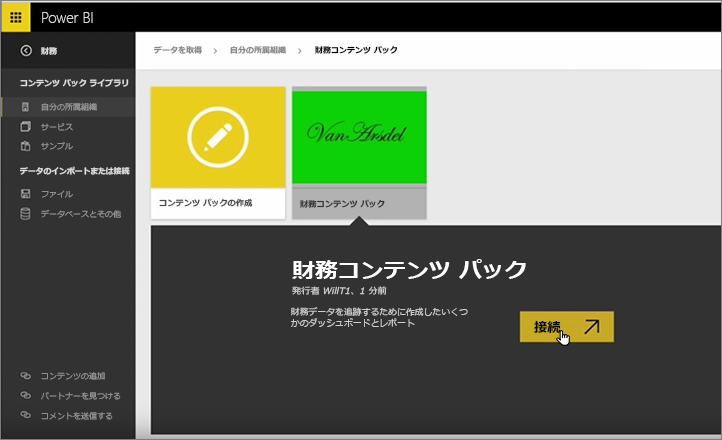 Power BI
財務
データを取得 > 自分の所属組織 > 財務コンテンツ パック
コンテンツ パック ライブラリ
自分の所属組織
サービス
サンプル
データのインポートまたは接続
ファイル
データベースとその他
コンテンツの追加
パートナーを見つける
コメントを送信する
コンテンツ パックの作成
VanArsdel
財務コンテンツ パック
財務コンテンツ パック
発行者 WillT1、1 分前
財務データを追跡するために作成したいくつ
かのダッシュボードとレポート
接続